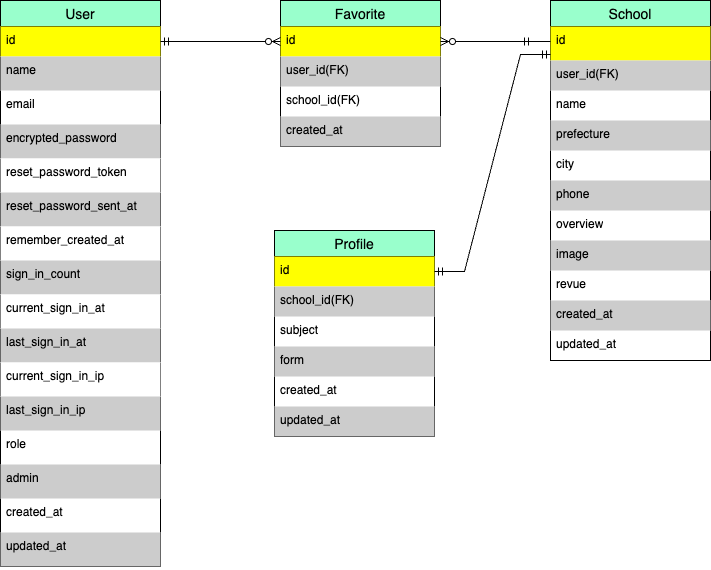 User
id
name
email
encrypted_password
reset_password_token
reset_password_sent_at
remember_created_at
sign_in_count
current_sign_in_at
last_sign_in_at
current_sign_in_ip
last_sign_in_ip
role
admin
created_at
updated_at
Favorite
id
user_id(FK)
school_id(FK)
created_at
Profile
id
school_id(FK)
subject
form
created_at
updated_at
School
id
user_id(FK)
name
prefecture
city
phone
overview
image
revue
created_at
updated_at